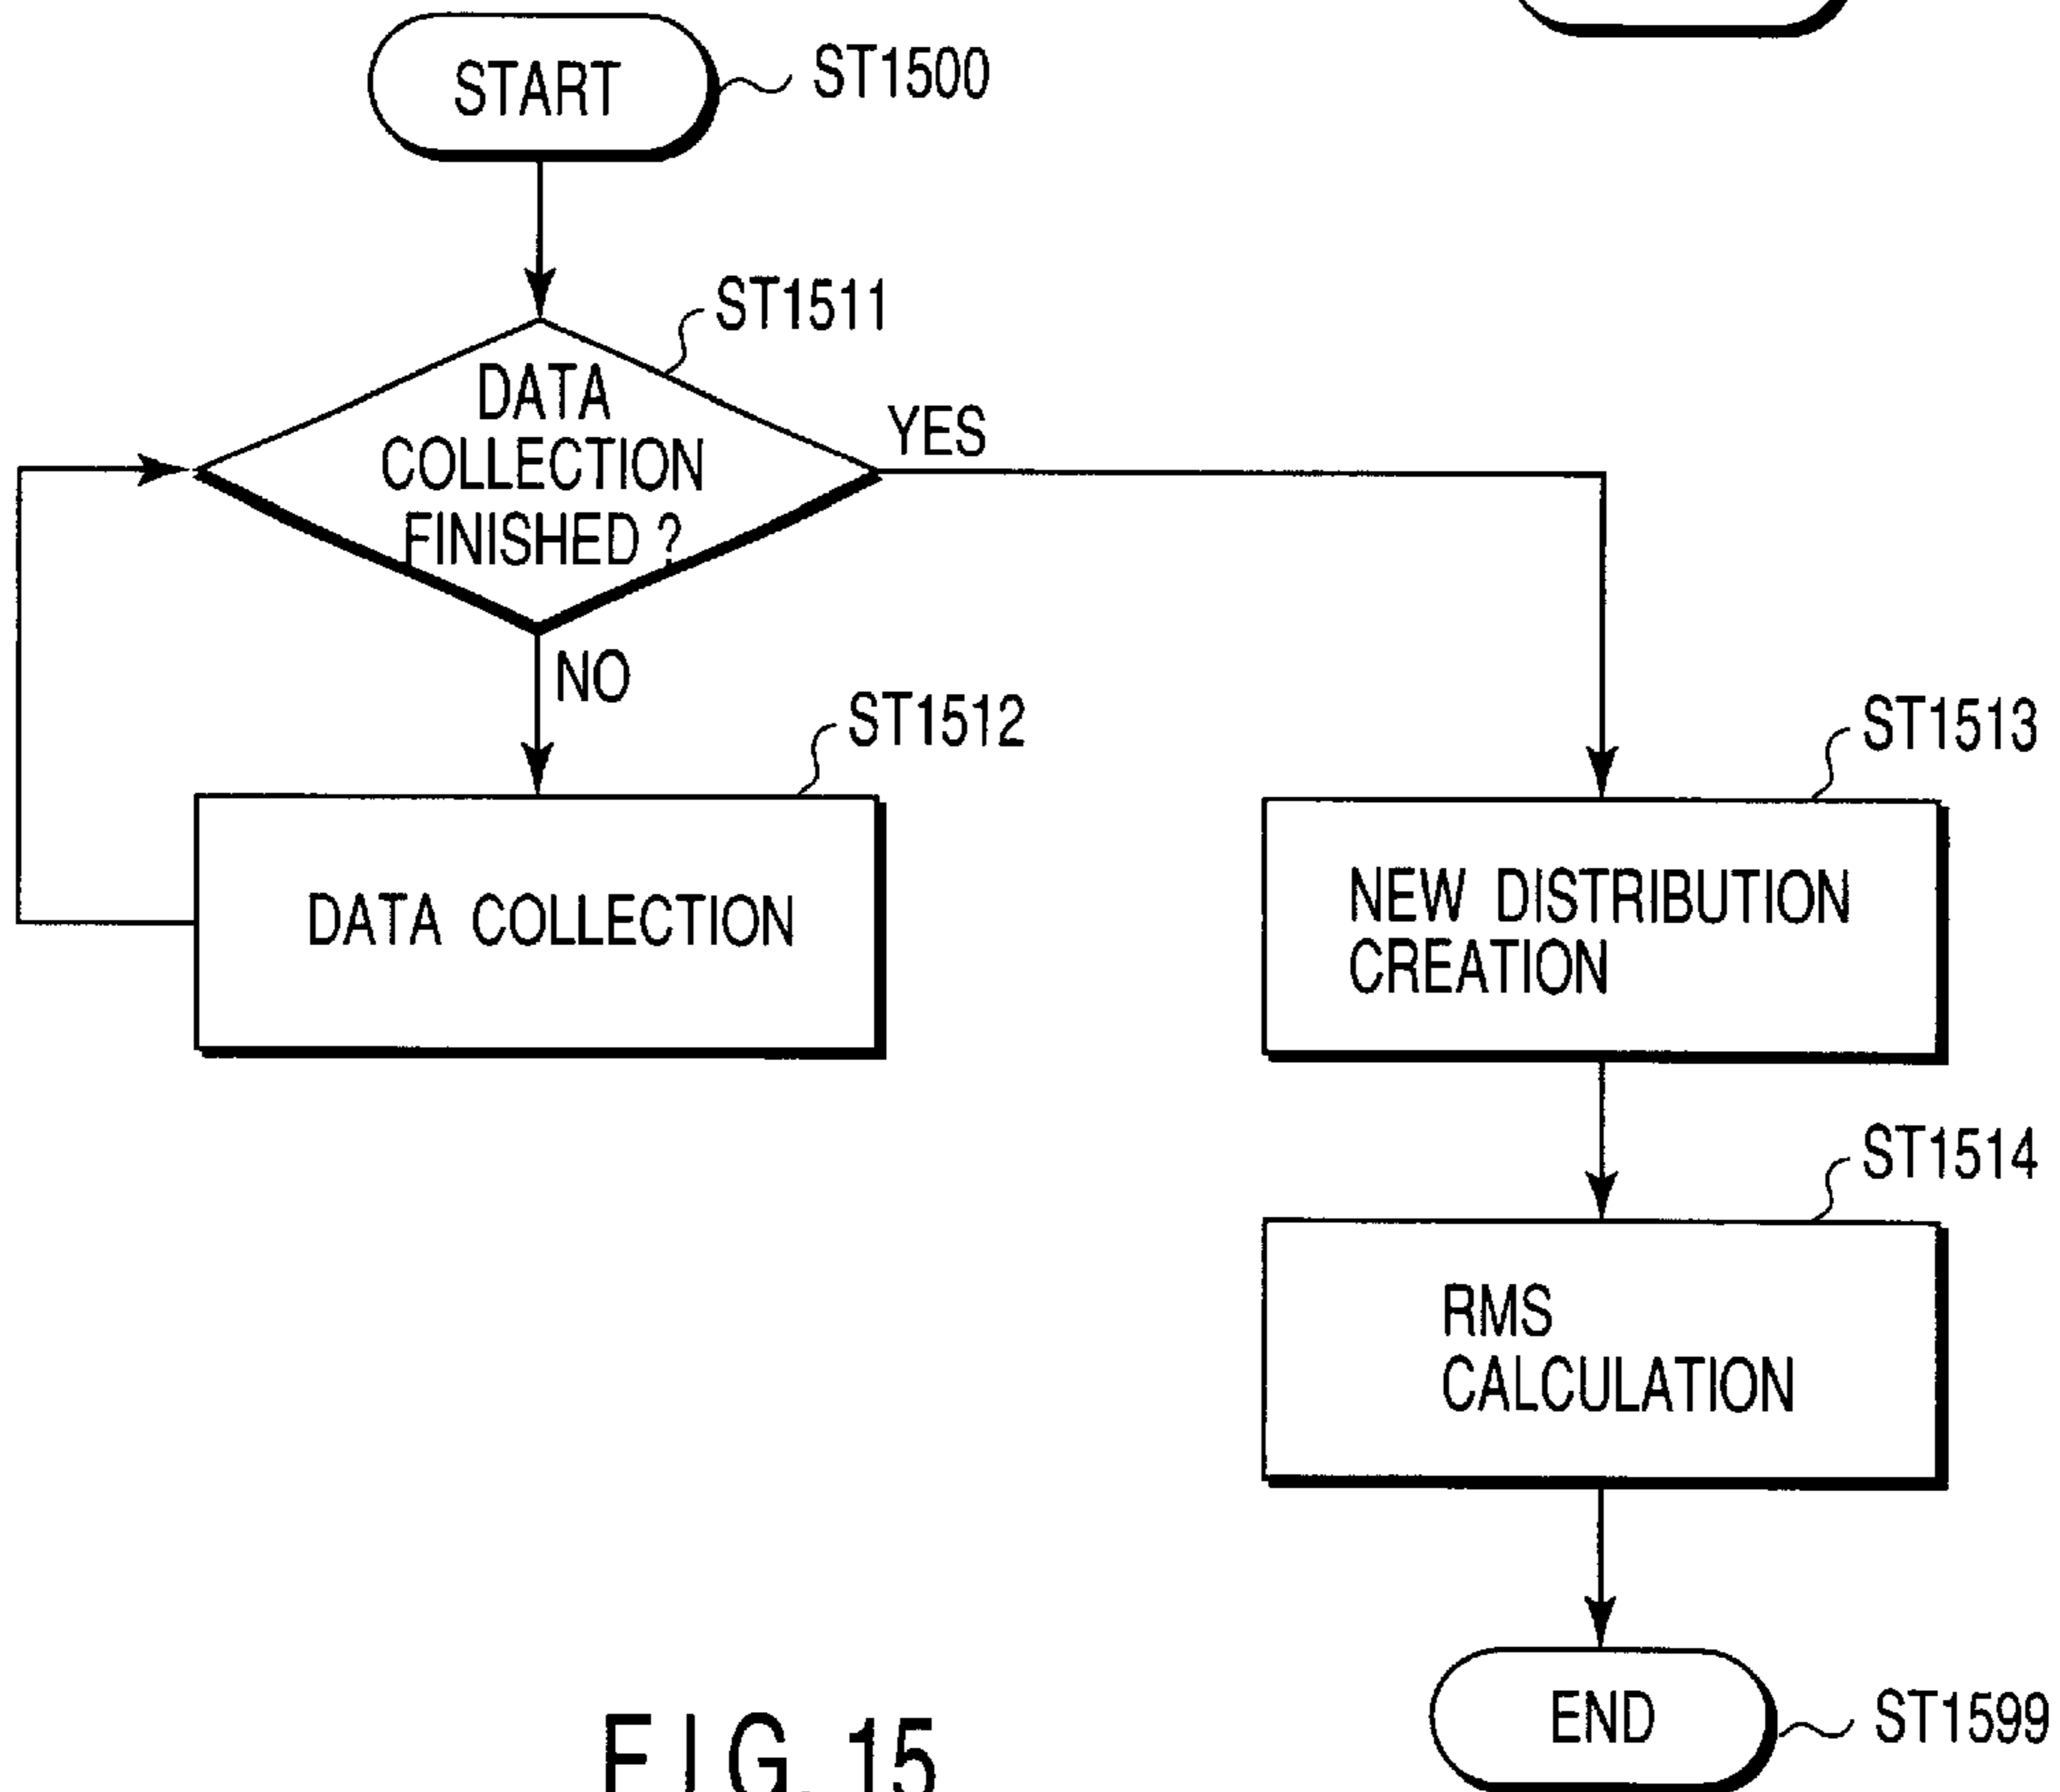 START
ST1500
ST1511
DATA
COLLECTION
FINISHED ?
YES
NO
ST1512
DATA COLLECTION
ST1513
NEW DISTRIBUTION
CREATION
ST1514
RMS
CALCULATION
END
ST1599
FIG. 15